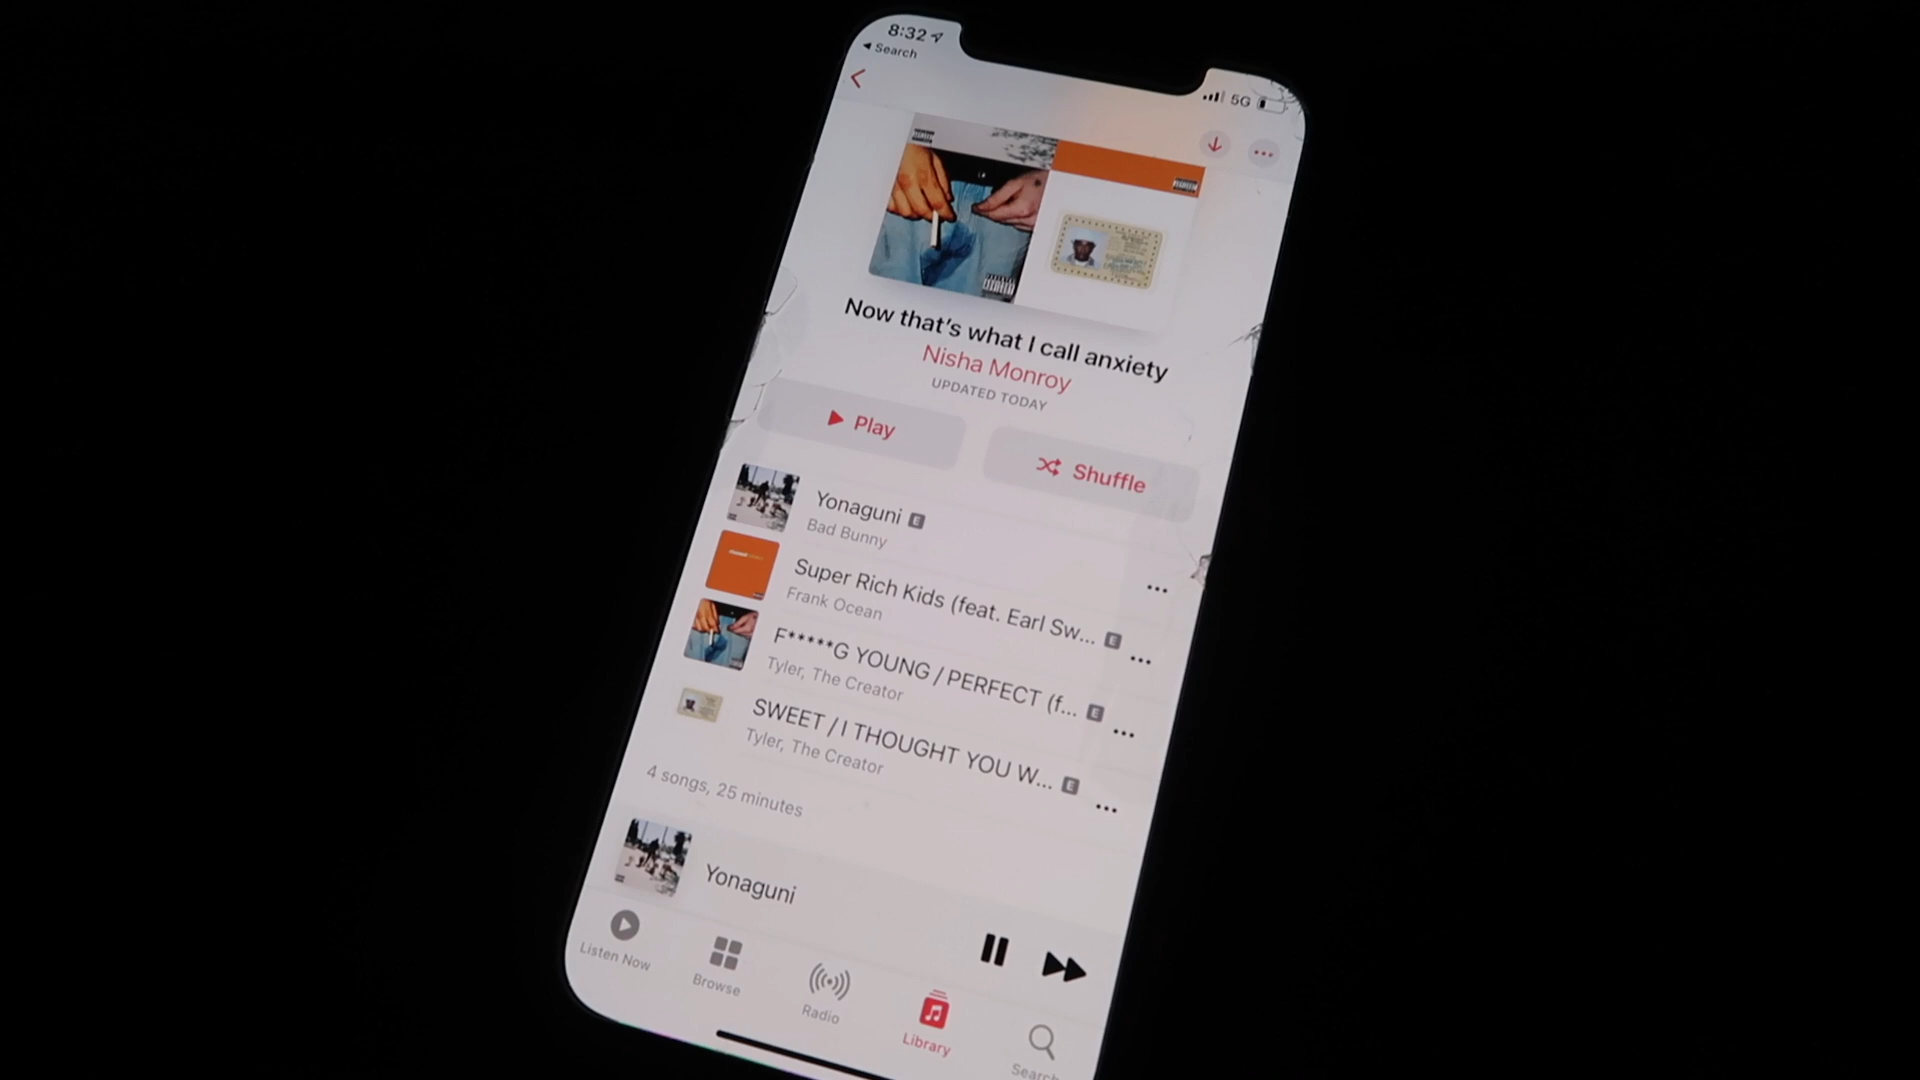 8:32
Search
5G
Now that's what I call anxiety
Nisha Monroy
UPDATED TODAY
Play
Shuffle
Yonaguni E
Bad Bunny
Super Rich Kids (feat. Earl Sw... E
Frank Ocean
F*****G YOUNG / PERFECT (f... E
Tyler, The Creator
SWEET / I THOUGHT YOU W... E
Tyler, The Creator
4 songs, 25 minutes
Yonaguni
Listen Now
Browse
Radio
Library
Search